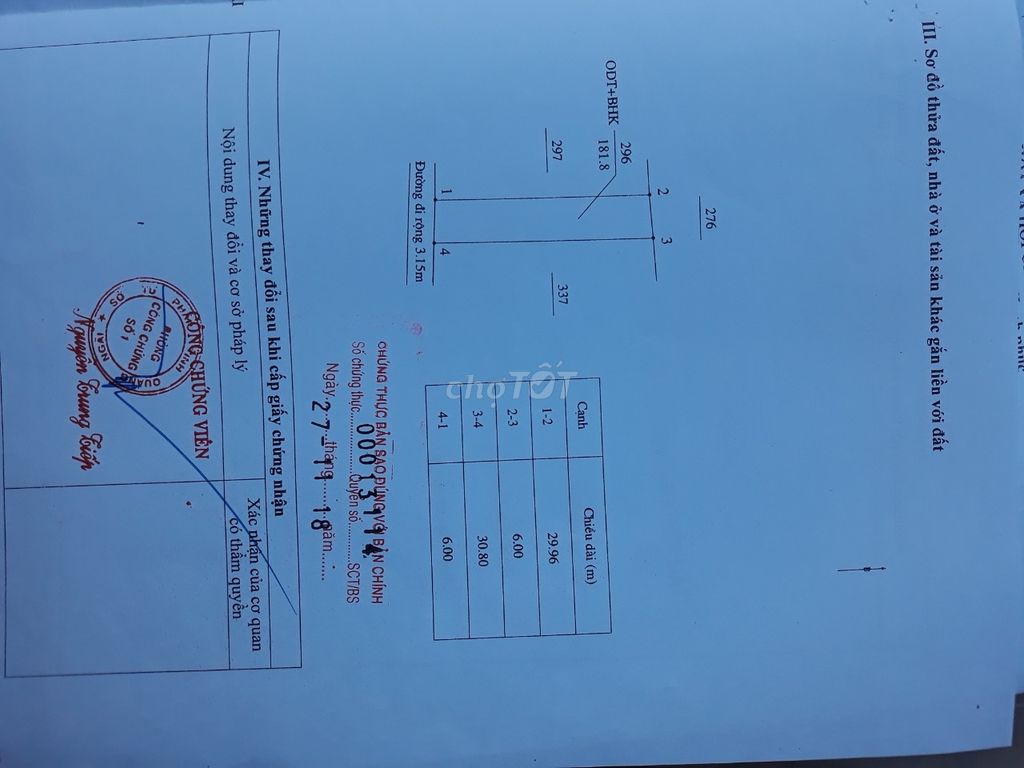 III. Sơ đồ thửa đất, nhà ở và tài sản khác gắn liền với đất
276
2
3
ODT+BHK
296
181.8
297
337
1
4
Đường đi rộng 3.15m
Cạnh
Chiều dài (m)
1-2
29.96
2-3
6.00
3-4
30.80
4-1
6.00
chợTỐT
CHỨNG THỰC BẢN SAO ĐÚNG VỚI BẢN CHÍNH
Số chứng thực Quyển số SCT/BS
Ngày 27 tháng 11 năm 18
IV. Những thay đổi sau khi cấp giấy chứng nhận
Nội dung thay đổi và cơ sở pháp lý
Xác nhận của cơ quan
có thẩm quyền
CÔNG CHỨNG VIÊN
PHÒNG
CÔNG CHỨNG
SỐ 1
Nguyễn Trung Tiếp